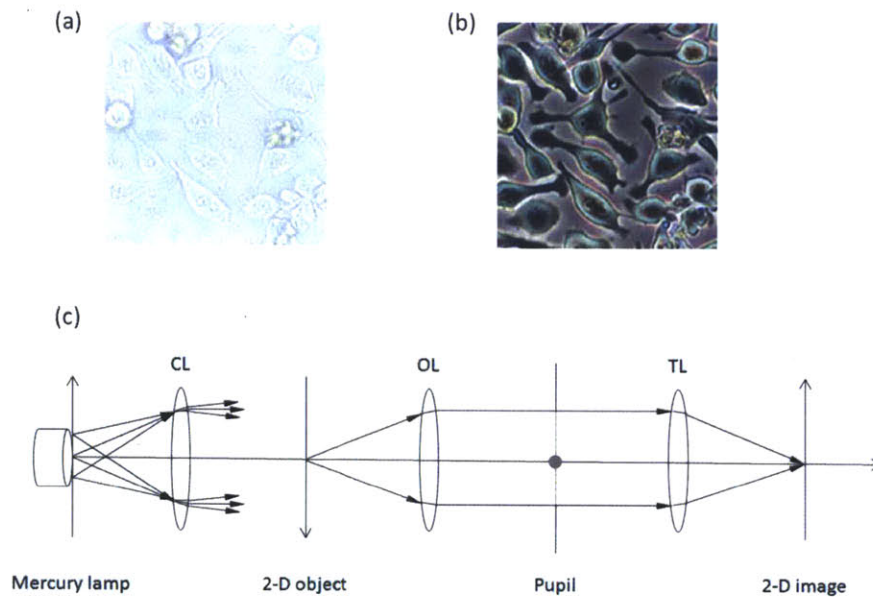 (a)
(b)
(c)
CL
OL
TL
Mercury lamp
2-D object
Pupil
2-D image